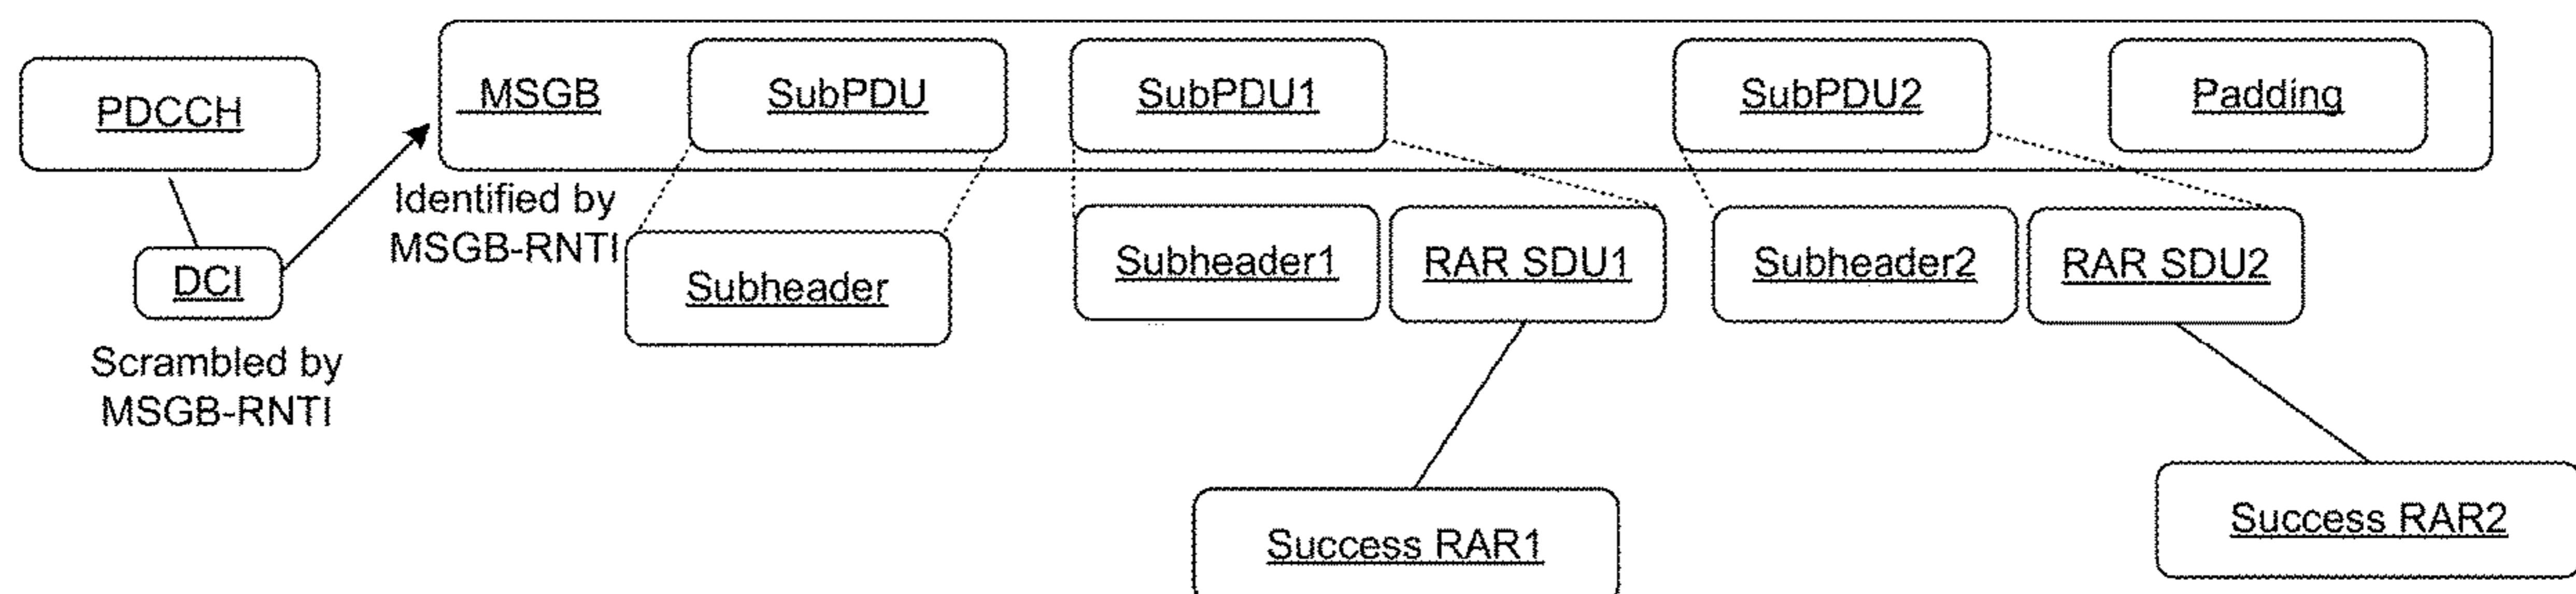 PDCCH
MSGB
SubPDU
SubPDU1
SubPDU2
Padding
Identified by
MSGB-RNTI
DCI
Subheader
Subheader1
RAR SDU1
Subheader2
RAR SDU2
Scrambled by
MSGB-RNTI
Success RAR1
Success RAR2